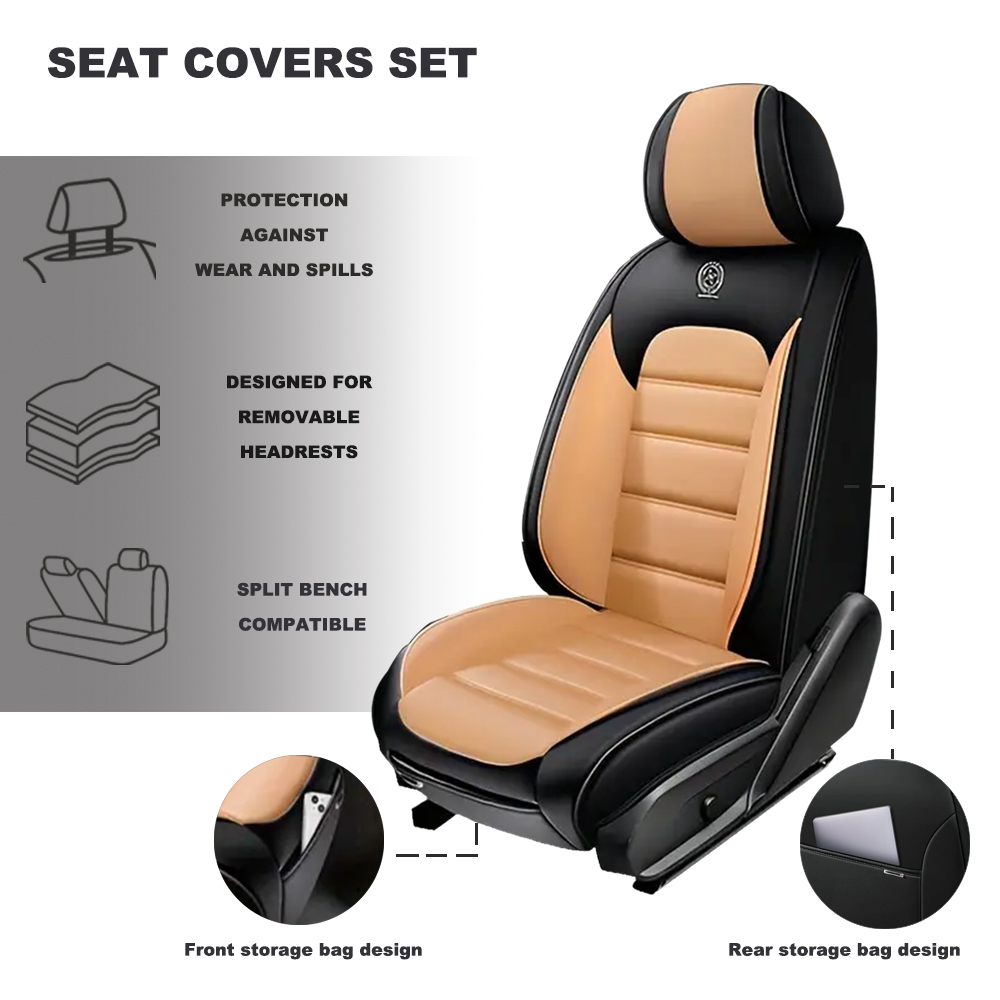 SEAT COVERS SET
PROTECTION
AGAINST
WEAR AND SPILLS
DESIGNED FOR
REMOVABLE
HEADRESTS
SPLIT BENCH
COMPATIBLE
Front storage bag design
Rear storage bag design